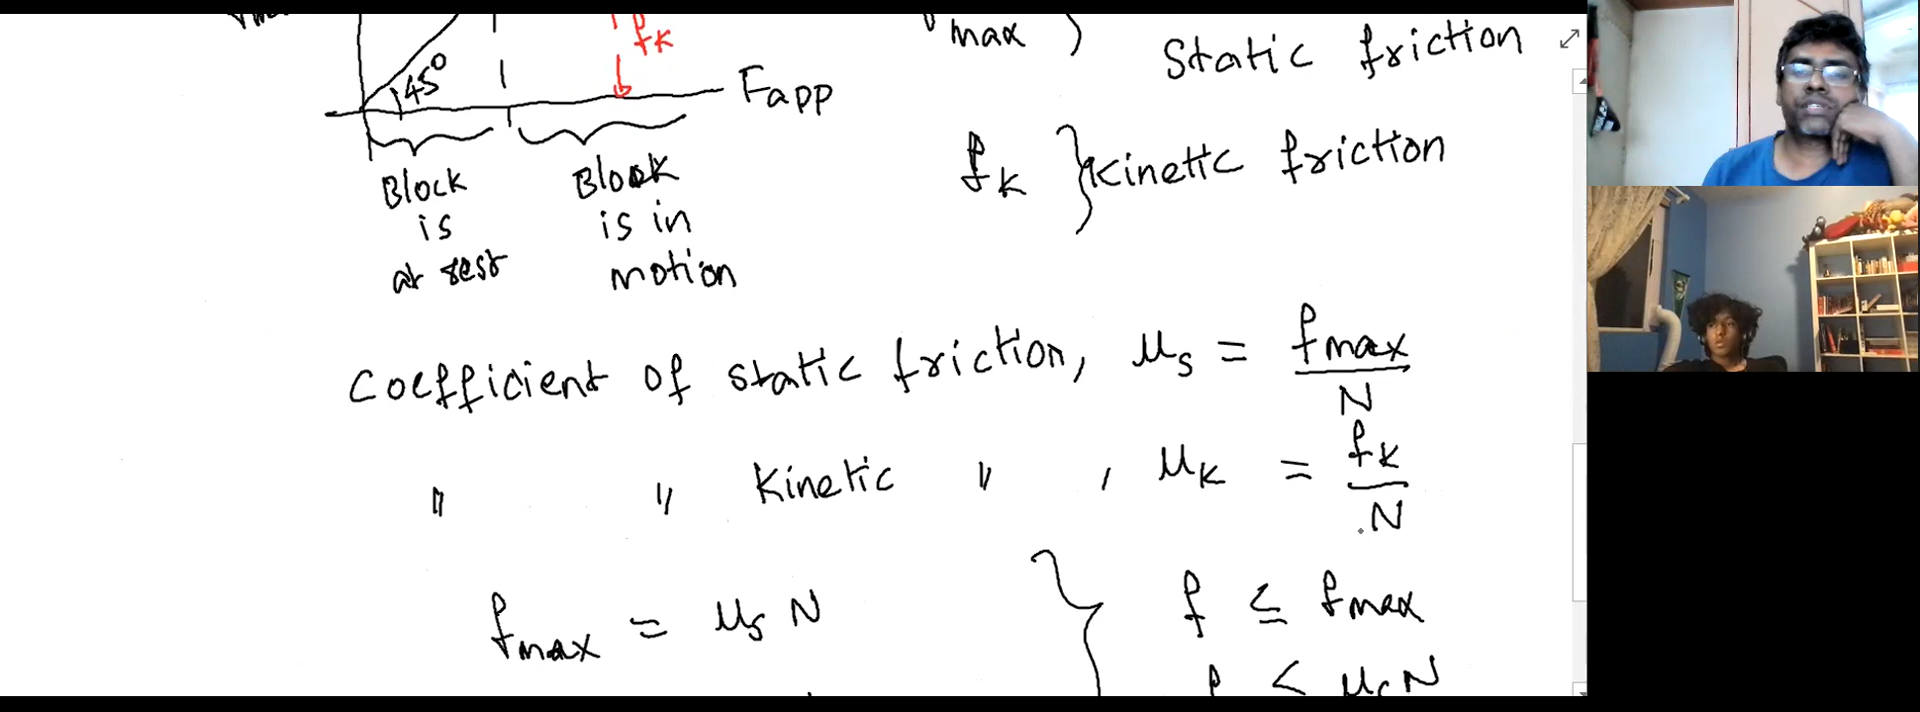 fk
max
Static friction
45°
Fapp
fk } Kinetic friction
Block
is
at rest
Block
is in
motion
Coefficient of static friction, μs = fmax / N
〃 〃 Kinetic 〃 , μK = fK / N
fmax = μs N
f ≤ fmax
μs N